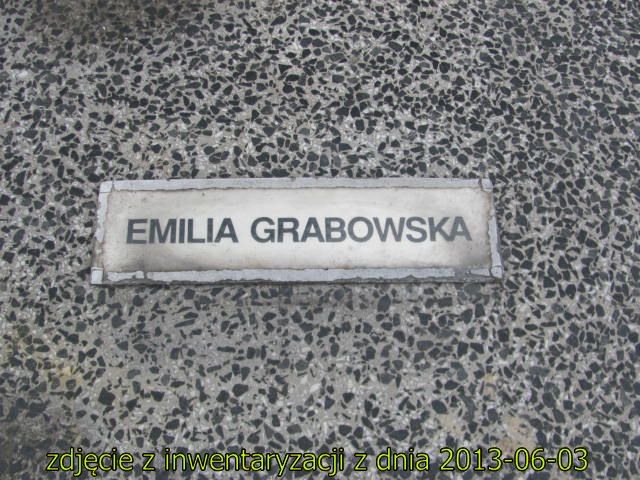 EMILIA GRABOWSKA
zdjęcie z inwentaryzacji z dnia 2013-06-03